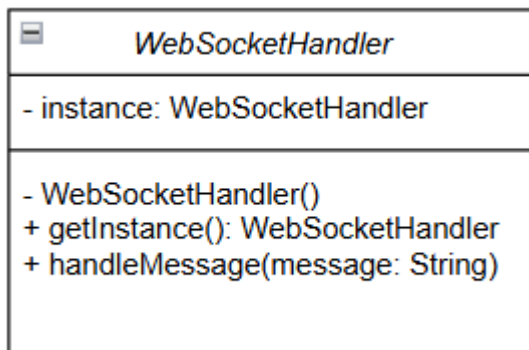 WebSocketHandler
- instance: WebSocketHandler
- WebSocketHandler()
+ getInstance(): WebSocketHandler
+ handleMessage(message: String)